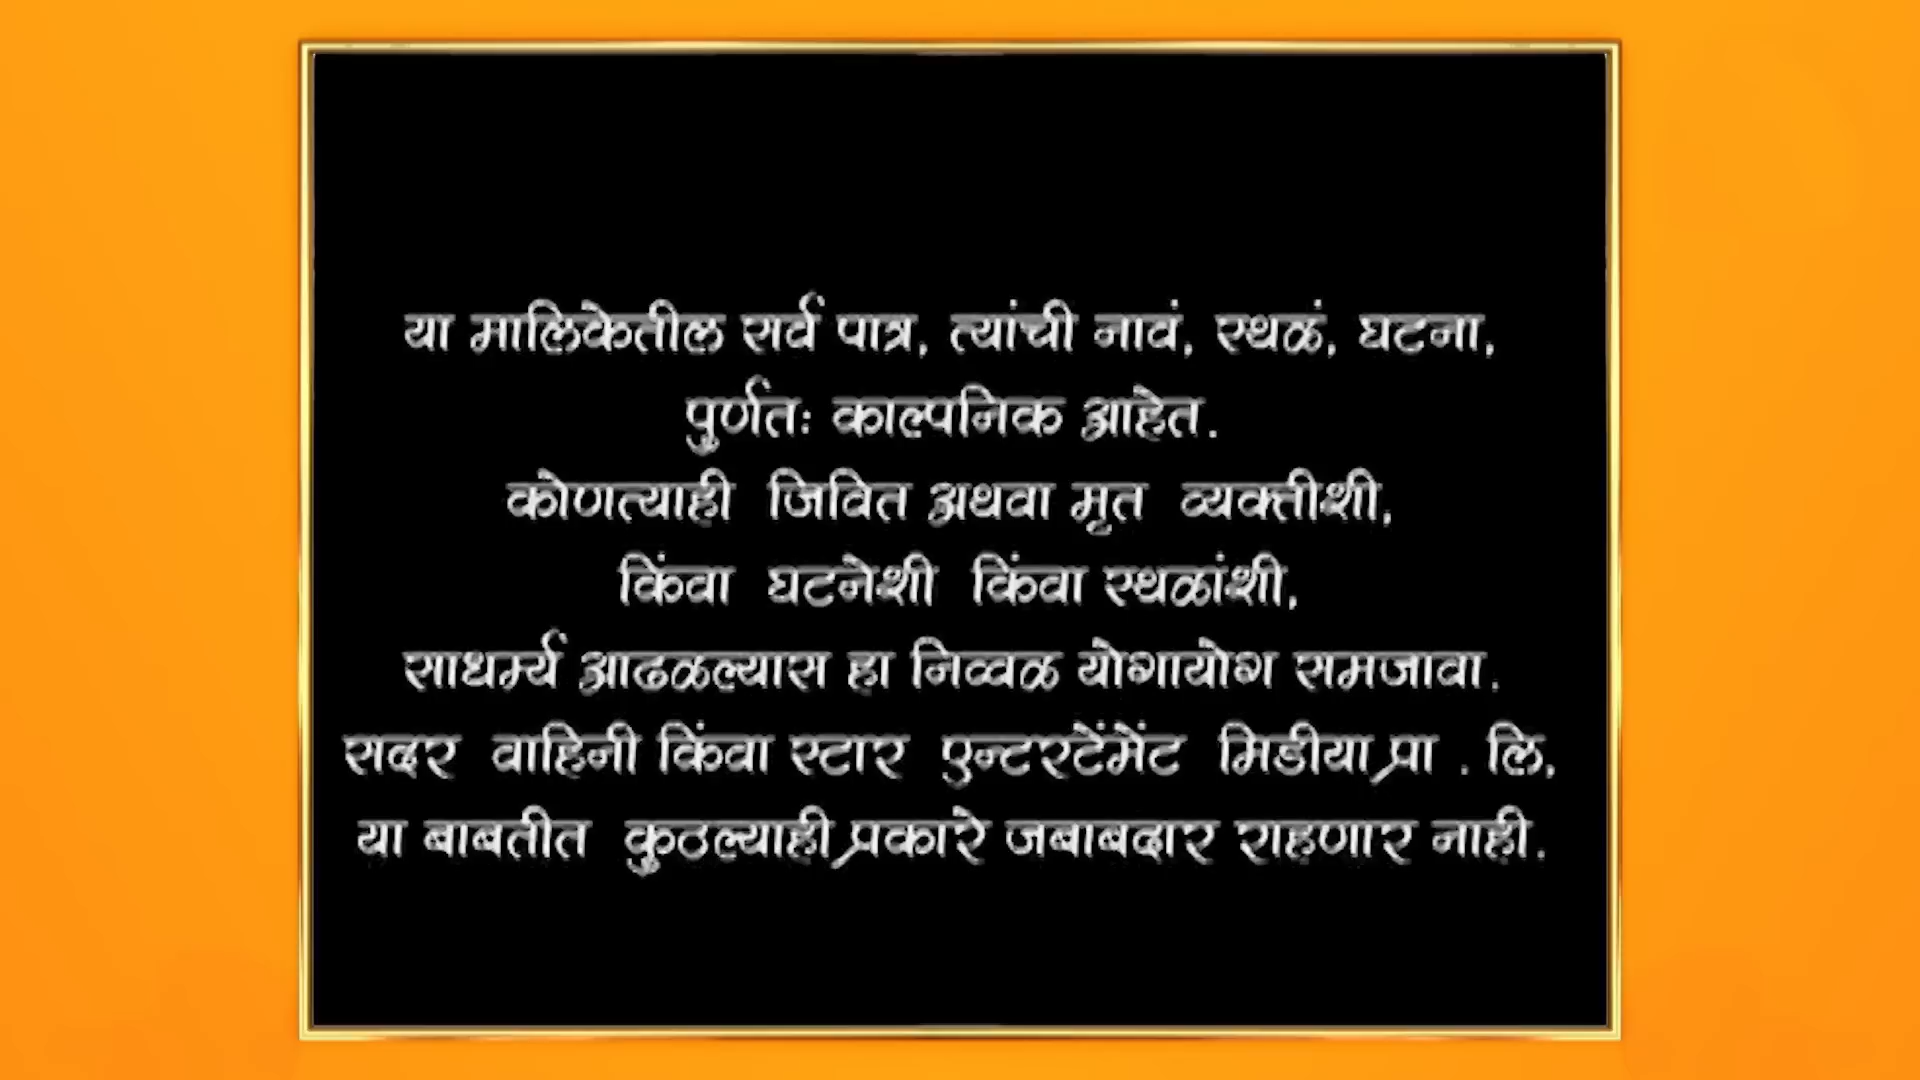 या मालिकेतील सर्व पात्र, त्यांची नावं, स्थळं, घटना,
पुर्णतः काल्पनिक आहेत.
कोणत्याही जिवित अथवा मृत व्यक्तीशी,
किंवा घटनेशी किंवा स्थळांशी,
साधर्म्य आढळल्यास हा निव्वळ योगायोग समजावा.
सदर वाहिनी किंवा स्टार एन्टरटेंमेंट मिडीया प्रा . लि.
या बाबतीत कुठल्याही प्रकारे जबाबदार राहणार नाही.